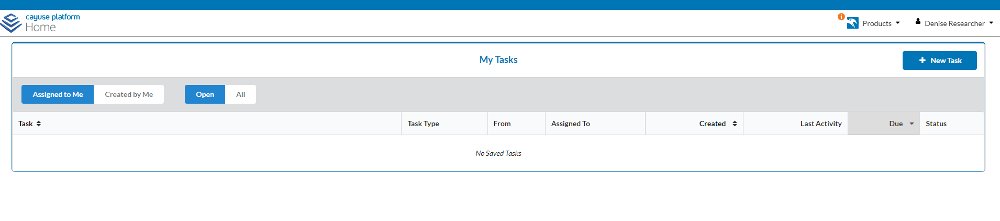 cayuse platform
Home
Products
Denise Researcher
My Tasks
+ New Task
Assigned to Me
Created by Me
Open
All
Task
Task Type
From
Assigned To
Created
Last Activity
Due
Status
No Saved Tasks